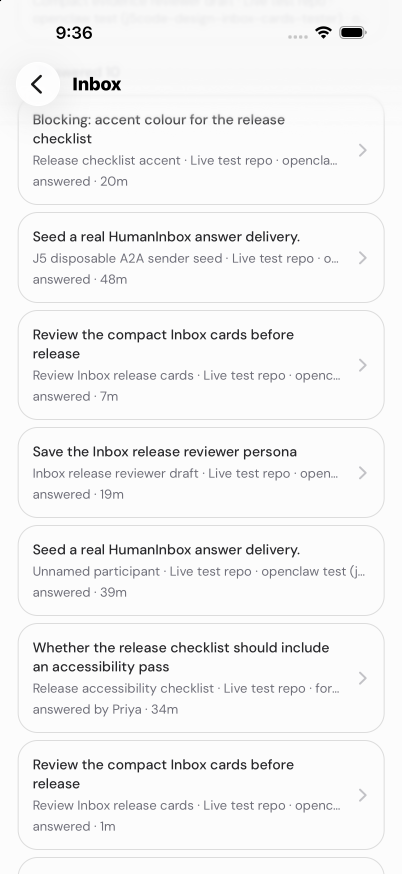 9:36
Inbox
Blocking: accent colour for the release
checklist
Release checklist accent · Live test repo · opencla...
answered · 20m
Seed a real HumanInbox answer delivery.
J5 disposable A2A sender seed · Live test repo · o...
answered · 48m
Review the compact Inbox cards before
release
Review Inbox release cards · Live test repo · openc...
answered · 7m
Save the Inbox release reviewer persona
Inbox release reviewer draft · Live test repo · open...
answered · 19m
Seed a real HumanInbox answer delivery.
Unnamed participant · Live test repo · openclaw test (j...
answered · 39m
Whether the release checklist should include
an accessibility pass
Release accessibility checklist · Live test repo · for...
answered by Priya · 34m
Review the compact Inbox cards before
release
Review Inbox release cards · Live test repo · openc...
answered · 1m